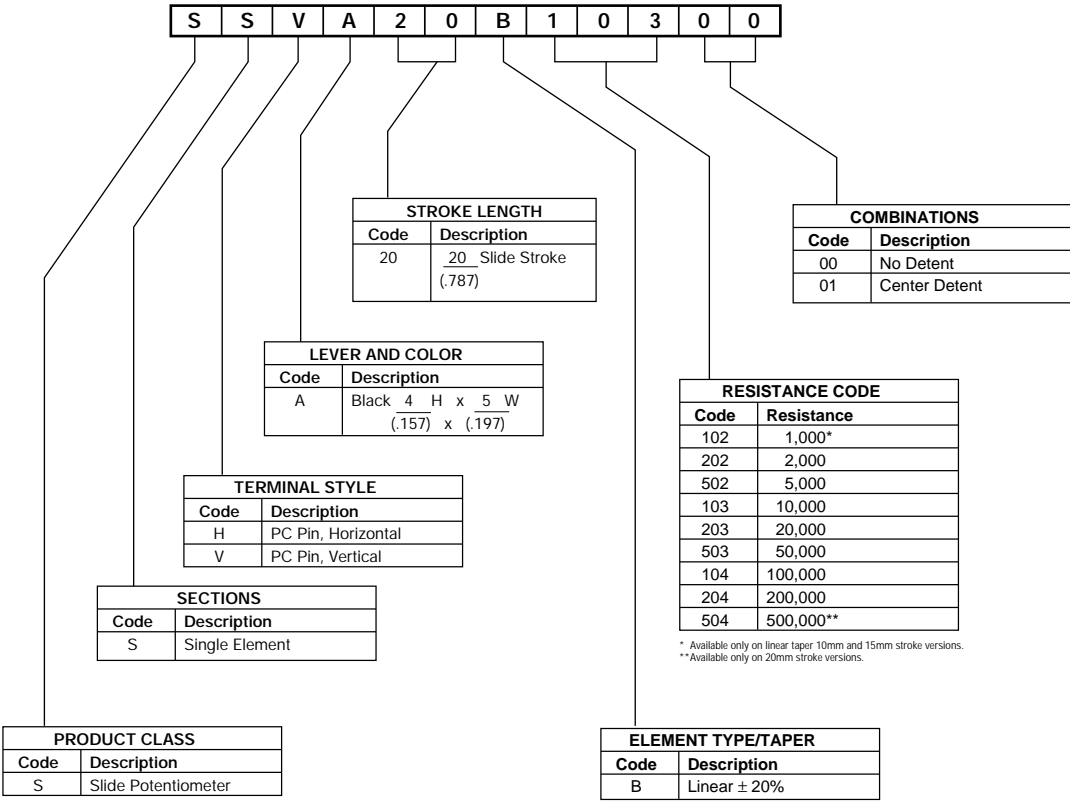 S S V A 2 0 B 1 0 3 0 0
STROKE LENGTH
Code Description
20 20 Slide Stroke
(.787)
COMBINATIONS
Code Description
00 No Detent
01 Center Detent
LEVER AND COLOR
Code Description
A Black 4 H x 5 W
(.157) x (.197)
RESISTANCE CODE
Code Resistance
102 1,000*
202 2,000
502 5,000
103 10,000
203 20,000
503 50,000
104 100,000
204 200,000
504 500,000**
* Available only on linear taper 10mm and 15mm stroke versions.
**Available only on 20mm stroke versions.
TERMINAL STYLE
Code Description
H PC Pin, Horizontal
V PC Pin, Vertical
SECTIONS
Code Description
S Single Element
PRODUCT CLASS
Code Description
S Slide Potentiometer
ELEMENT TYPE/TAPER
Code Description
B Linear ± 20%